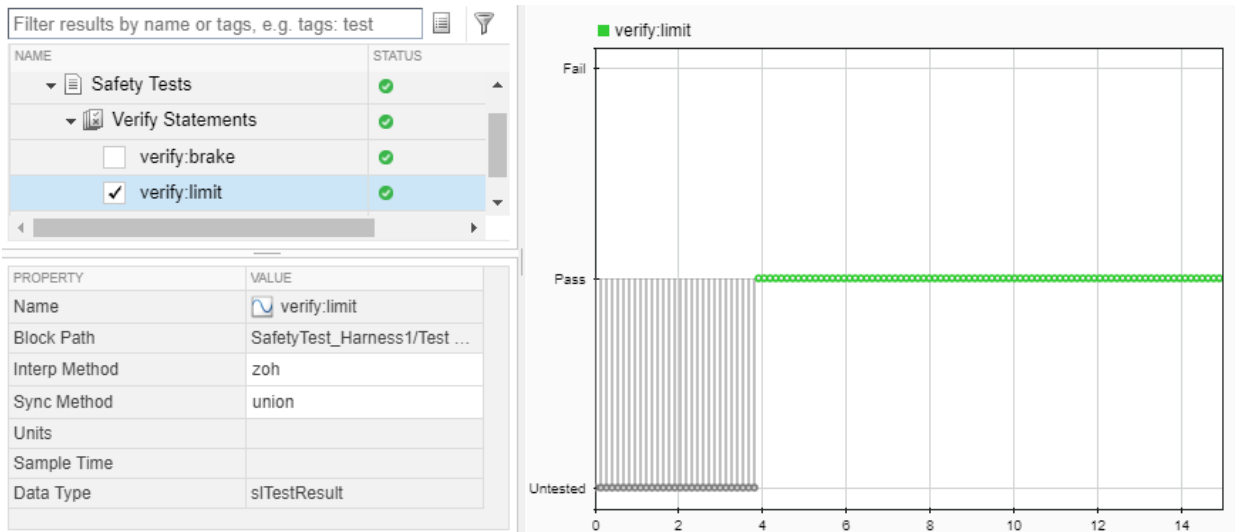 Filter results by name or tags, e.g. tags: test
NAME STATUS
Safety Tests
Verify Statements
verify:brake
verify:limit
PROPERTY VALUE
Name verify:limit
Block Path SafetyTest_Harness1/Test ...
Interp Method zoh
Sync Method union
Units
Sample Time
Data Type slTestResult
verify:limit
Fail
Pass
Untested
0 2 4 6 8 10 12 14